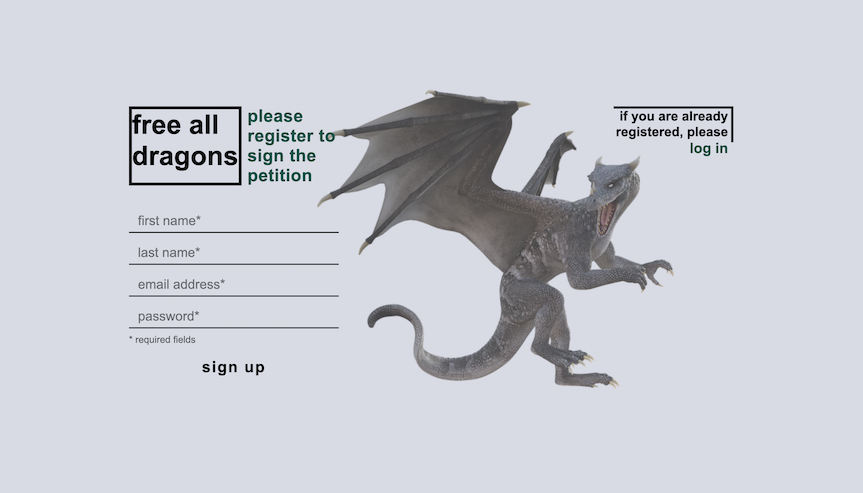 free all
dragons
please
register to
sign the
petition
if you are already
registered, please
log in
first name*
last name*
email address*
password*
* required fields
sign up